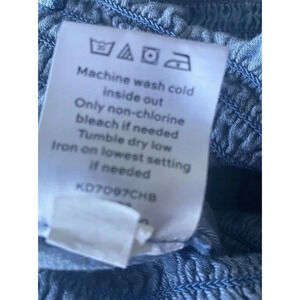 Machine wash cold
inside out
Only non-chlorine
bleach if needed
Tumble dry low
Iron on lowest setting
if needed
KD7097CHB